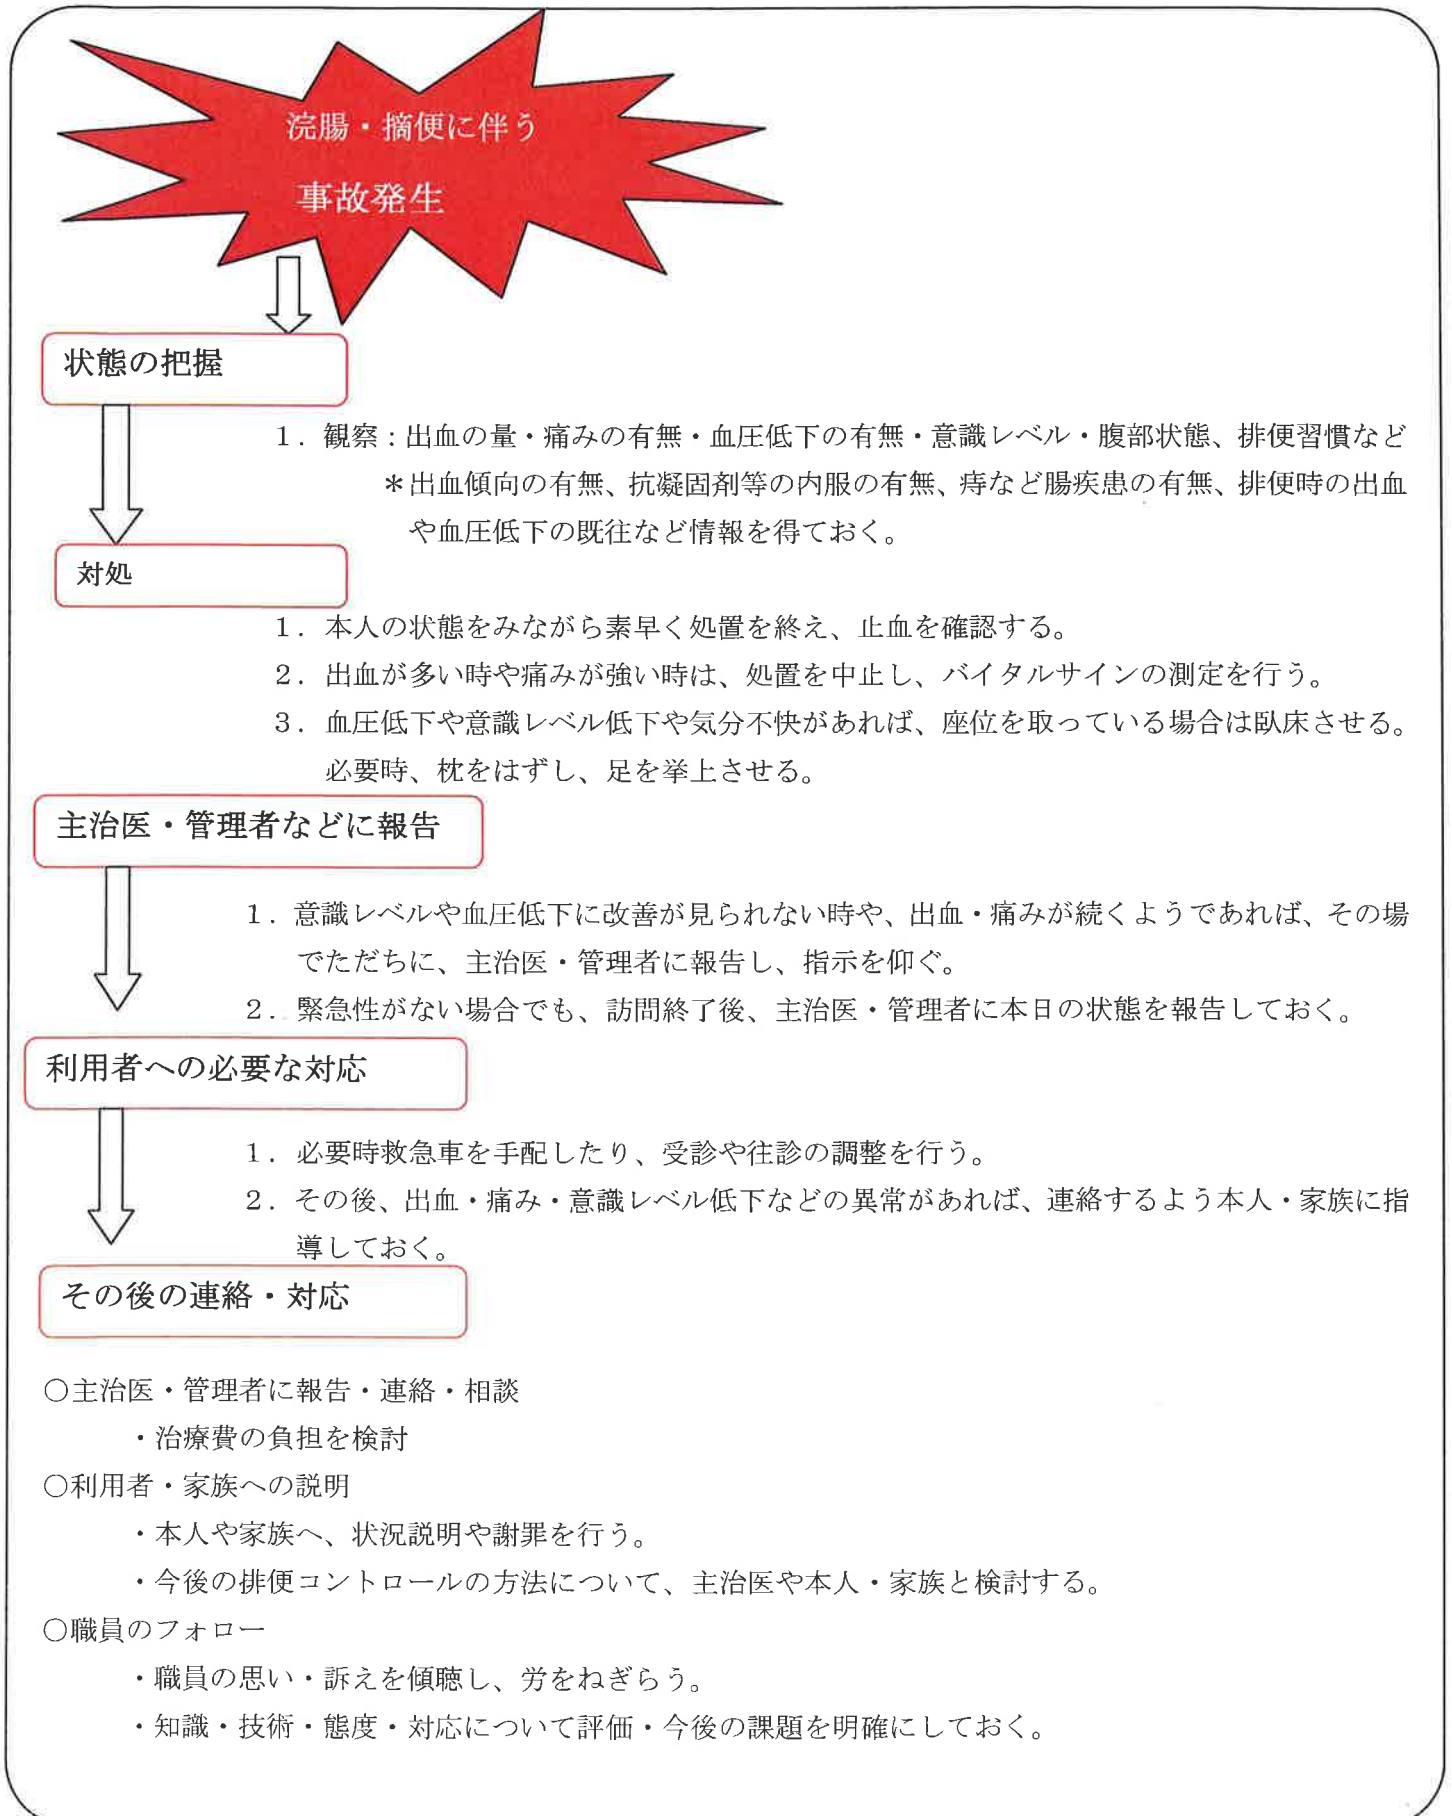 浣腸・摘便に伴う
事故発生
状態の把握
１．観察：出血の量・痛みの有無・血圧低下の有無・意識レベル・腹部状態、排便習慣など
＊出血傾向の有無、抗凝固剤等の内服の有無、痔など腸疾患の有無、排便時の出血
や血圧低下の既往など情報を得ておく。
対処
１．本人の状態をみながら素早く処置を終え、止血を確認する。
２．出血が多い時や痛みが強い時は、処置を中止し、バイタルサインの測定を行う。
３．血圧低下や意識レベル低下や気分不快があれば、座位を取っている場合は臥床させる。
必要時、枕をはずし、足を挙上させる。
主治医・管理者などに報告
１．意識レベルや血圧低下に改善が見られない時や、出血・痛みが続くようであれば、その場
でただちに、主治医・管理者に報告し、指示を仰ぐ。
２．緊急性がない場合でも、訪問終了後、主治医・管理者に本日の状態を報告しておく。
利用者への必要な対応
１．必要時救急車を手配したり、受診や往診の調整を行う。
２．その後、出血・痛み・意識レベル低下などの異常があれば、連絡するよう本人・家族に指
導しておく。
その後の連絡・対応
○主治医・管理者に報告・連絡・相談
・治療費の負担を検討
○利用者・家族への説明
・本人や家族へ、状況説明や謝罪を行う。
・今後の排便コントロールの方法について、主治医や本人・家族と検討する。
○職員のフォロー
・職員の思い・訴えを傾聴し、労をねぎらう。
・知識・技術・態度・対応について評価・今後の課題を明確にしておく。